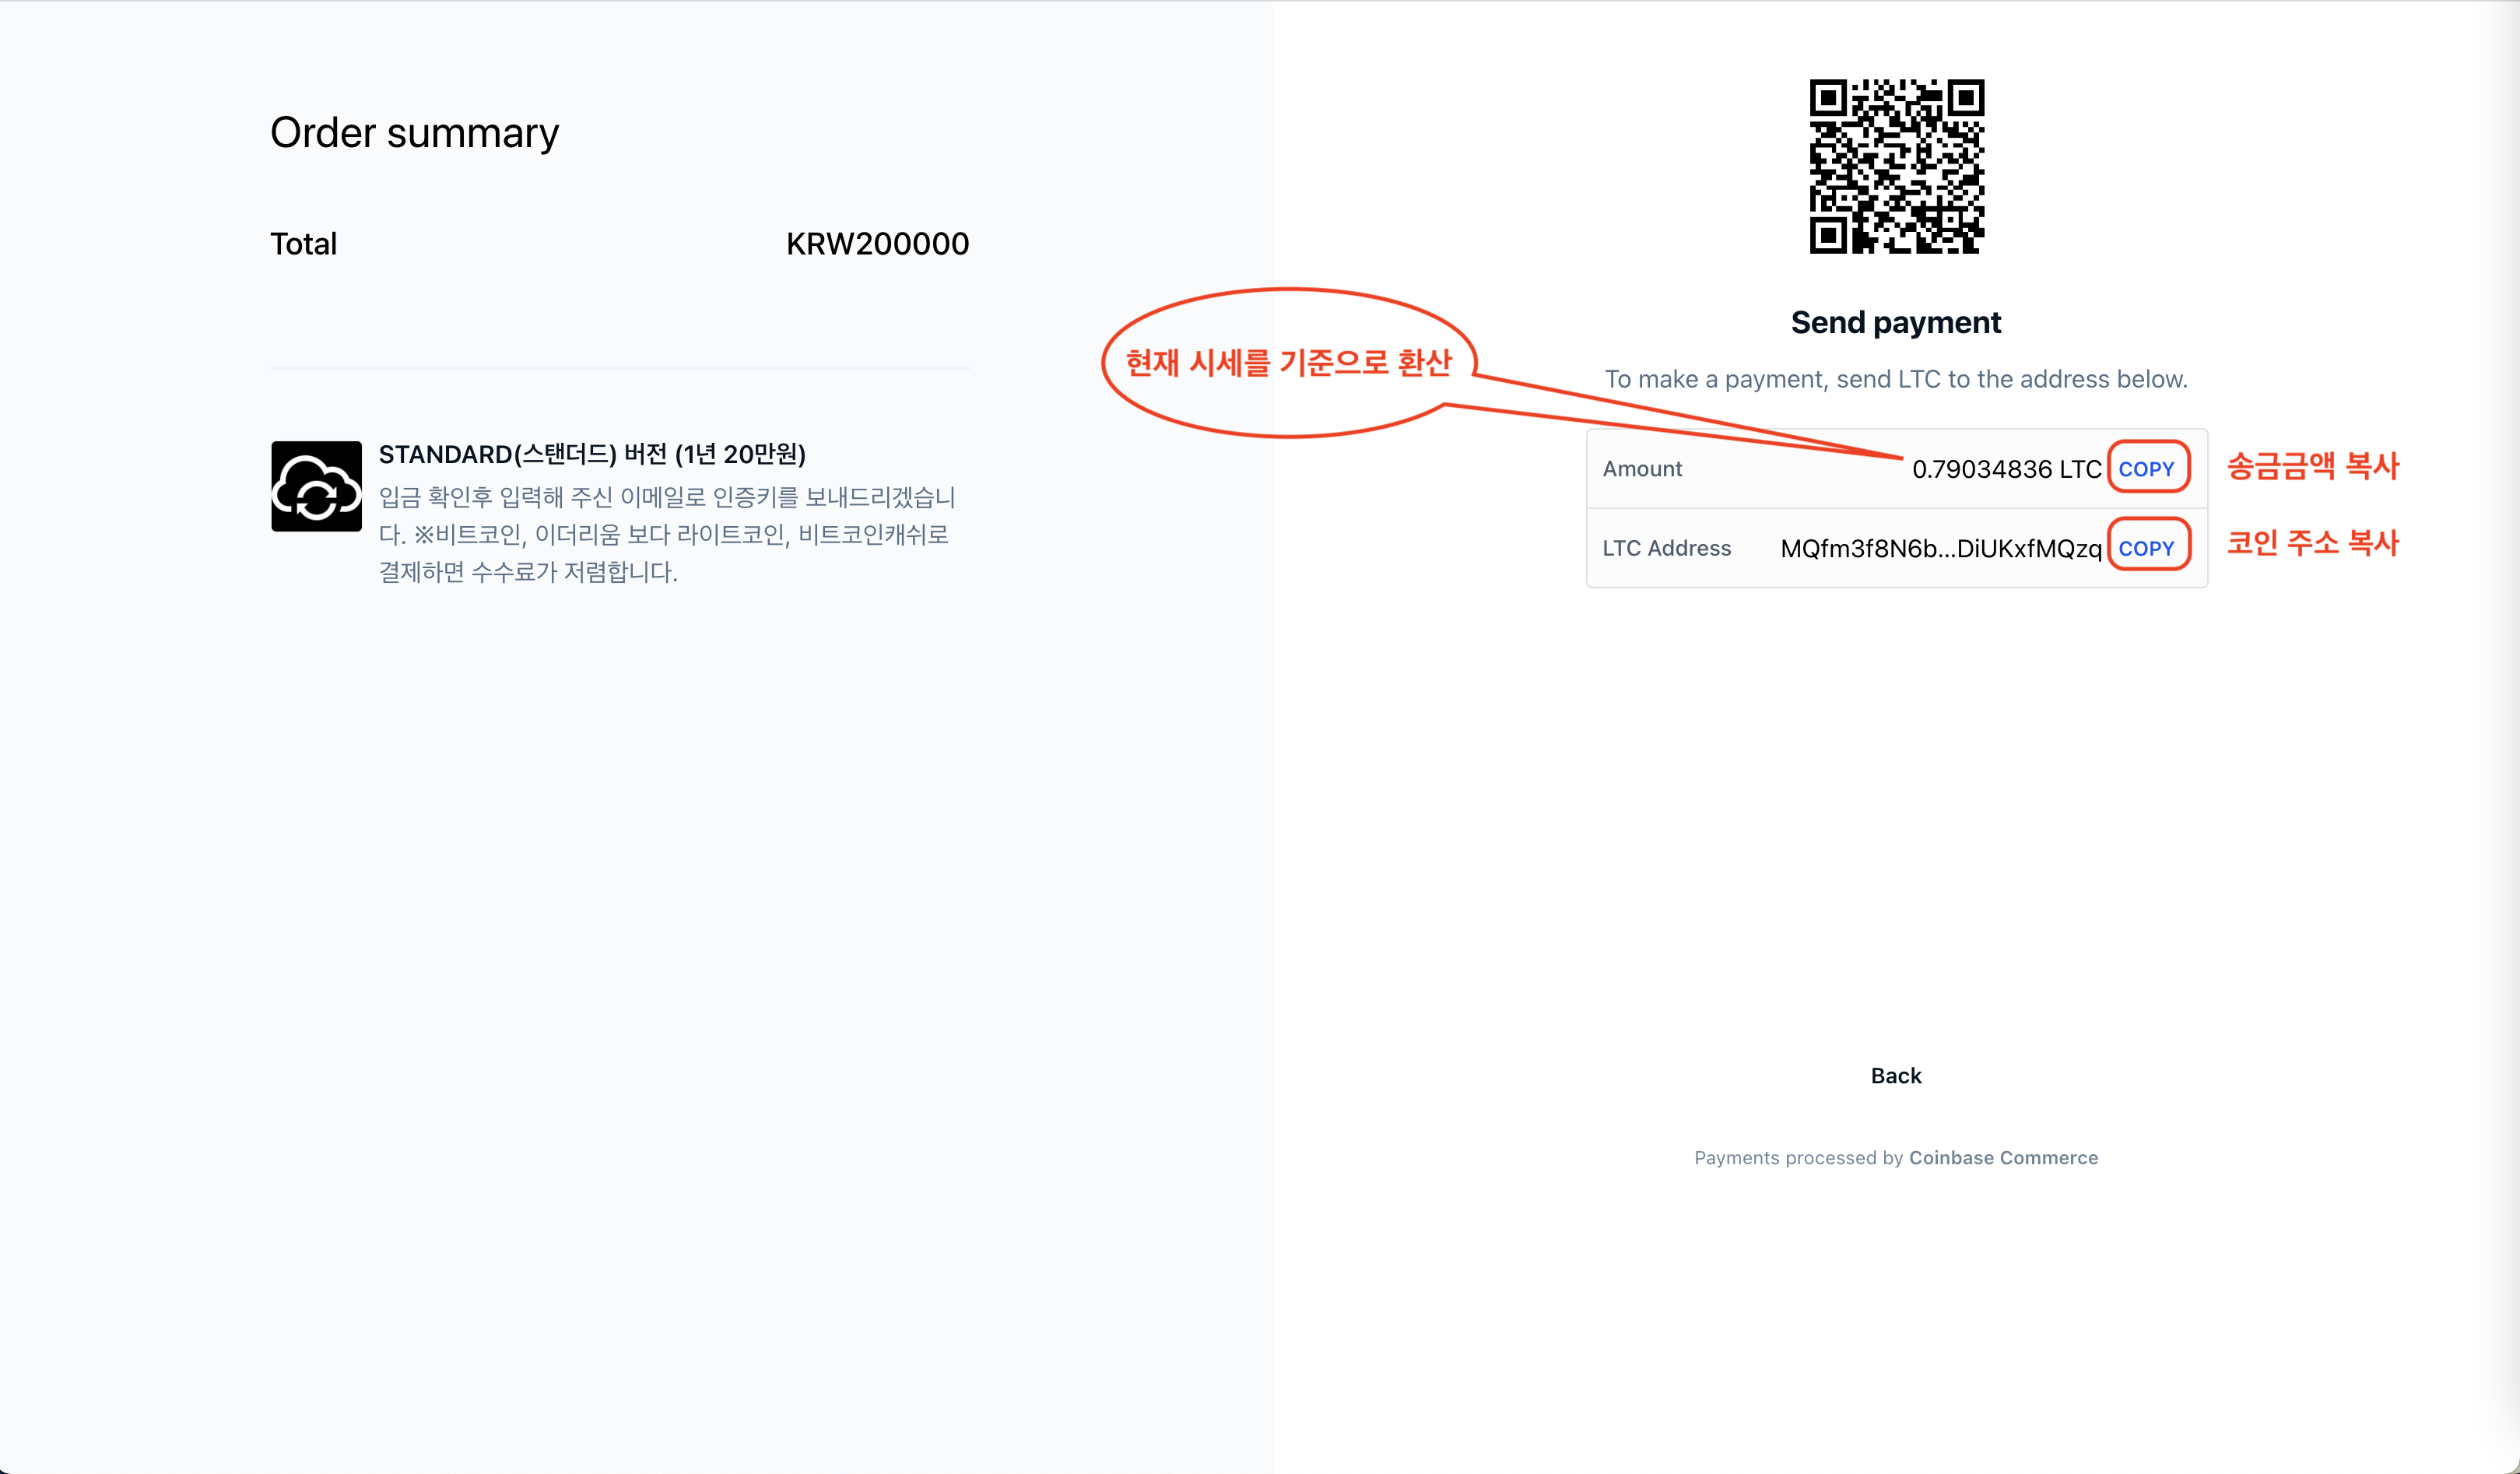 Order summary
Total KRW200000
STANDARD(스탠더드) 버전 (1년 20만원)
입금 확인후 입력해 주신 이메일로 인증키를 보내드리겠습니
다. ※비트코인, 이더리움 보다 라이트코인, 비트코인캐쉬로
결제하면 수수료가 저렴합니다.
현재 시세를 기준으로 환산
Send payment
To make a payment, send LTC to the address below.
Amount 0.79034836 LTC COPY 송금금액 복사
LTC Address MQfm3f8N6b...DiUKxfMQzq COPY 코인 주소 복사
Back
Payments processed by Coinbase Commerce